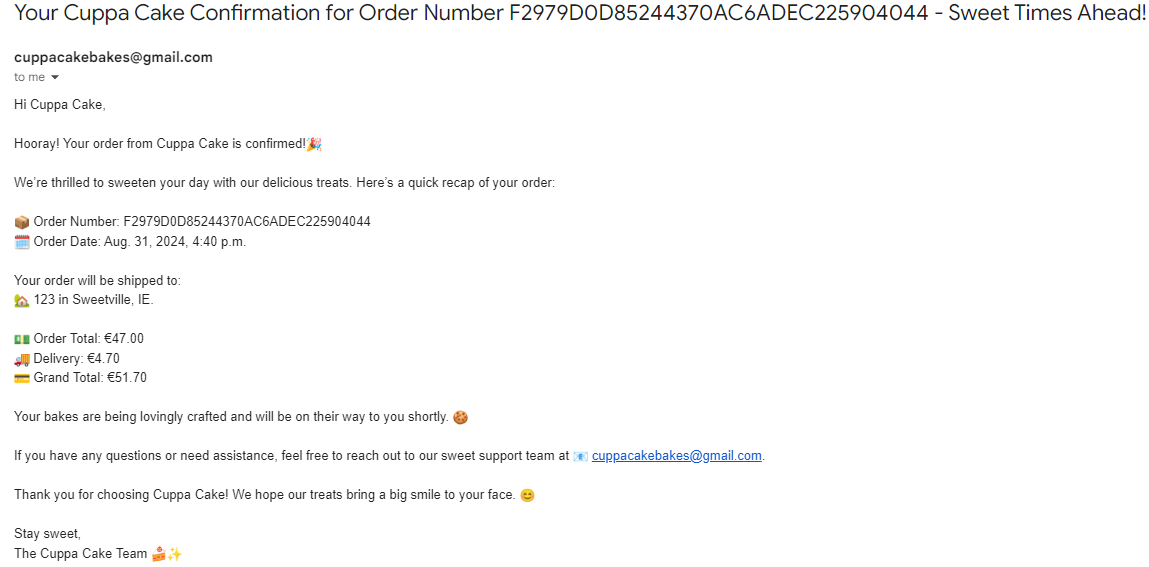 Your Cuppa Cake Confirmation for Order Number F2979D0D85244370AC6ADEC225904044 - Sweet Times Ahead!
cuppacakebakes@gmail.com
to me
Hi Cuppa Cake,
Hooray! Your order from Cuppa Cake is confirmed!🎉
We're thrilled to sweeten your day with our delicious treats. Here's a quick recap of your order:
📦 Order Number: F2979D0D85244370AC6ADEC225904044
🗓️ Order Date: Aug. 31, 2024, 4:40 p.m.
Your order will be shipped to:
🏡 123 in Sweetville, IE.
💵 Order Total: €47.00
🚚 Delivery: €4.70
💳 Grand Total: €51.70
Your bakes are being lovingly crafted and will be on their way to you shortly. 🍪
If you have any questions or need assistance, feel free to reach out to our sweet support team at 📧 cuppacakebakes@gmail.com.
Thank you for choosing Cuppa Cake! We hope our treats bring a big smile to your face. 😊
Stay sweet,
The Cuppa Cake Team 🍰✨